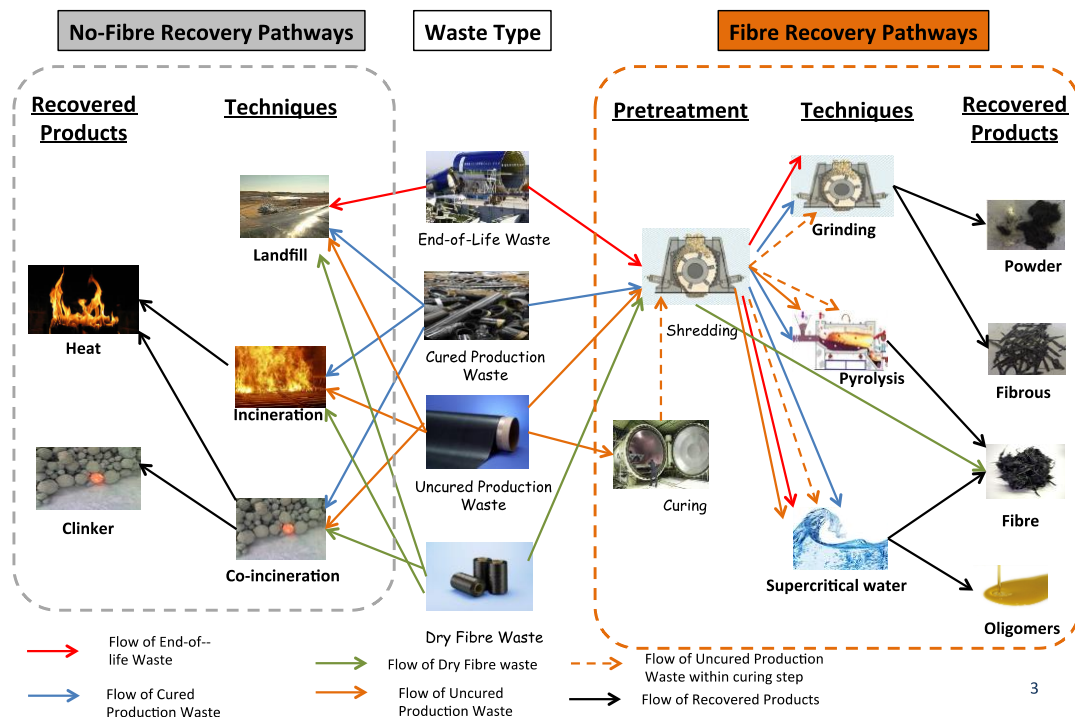 No-Fibre Recovery Pathways
Waste Type
Fibre Recovery Pathways
Recovered
Products
Techniques
Landfill
Heat
Incineration
Clinker
Co-incineration
End-of-Life Waste
Cured Production
Waste
Uncured Production
Waste
Dry Fibre Waste
Pretreatment
Techniques
Recovered
Products
Shredding
Curing
Grinding
Pyrolysis
Supercritical water
Powder
Fibrous
Fibre
Oligomers
Flow of End-of--
life Waste
Flow of Cured
Production Waste
Flow of Dry Fibre waste
Flow of Uncured
Production Waste
Flow of Uncured Production
Waste within curing step
Flow of Recovered Products
3